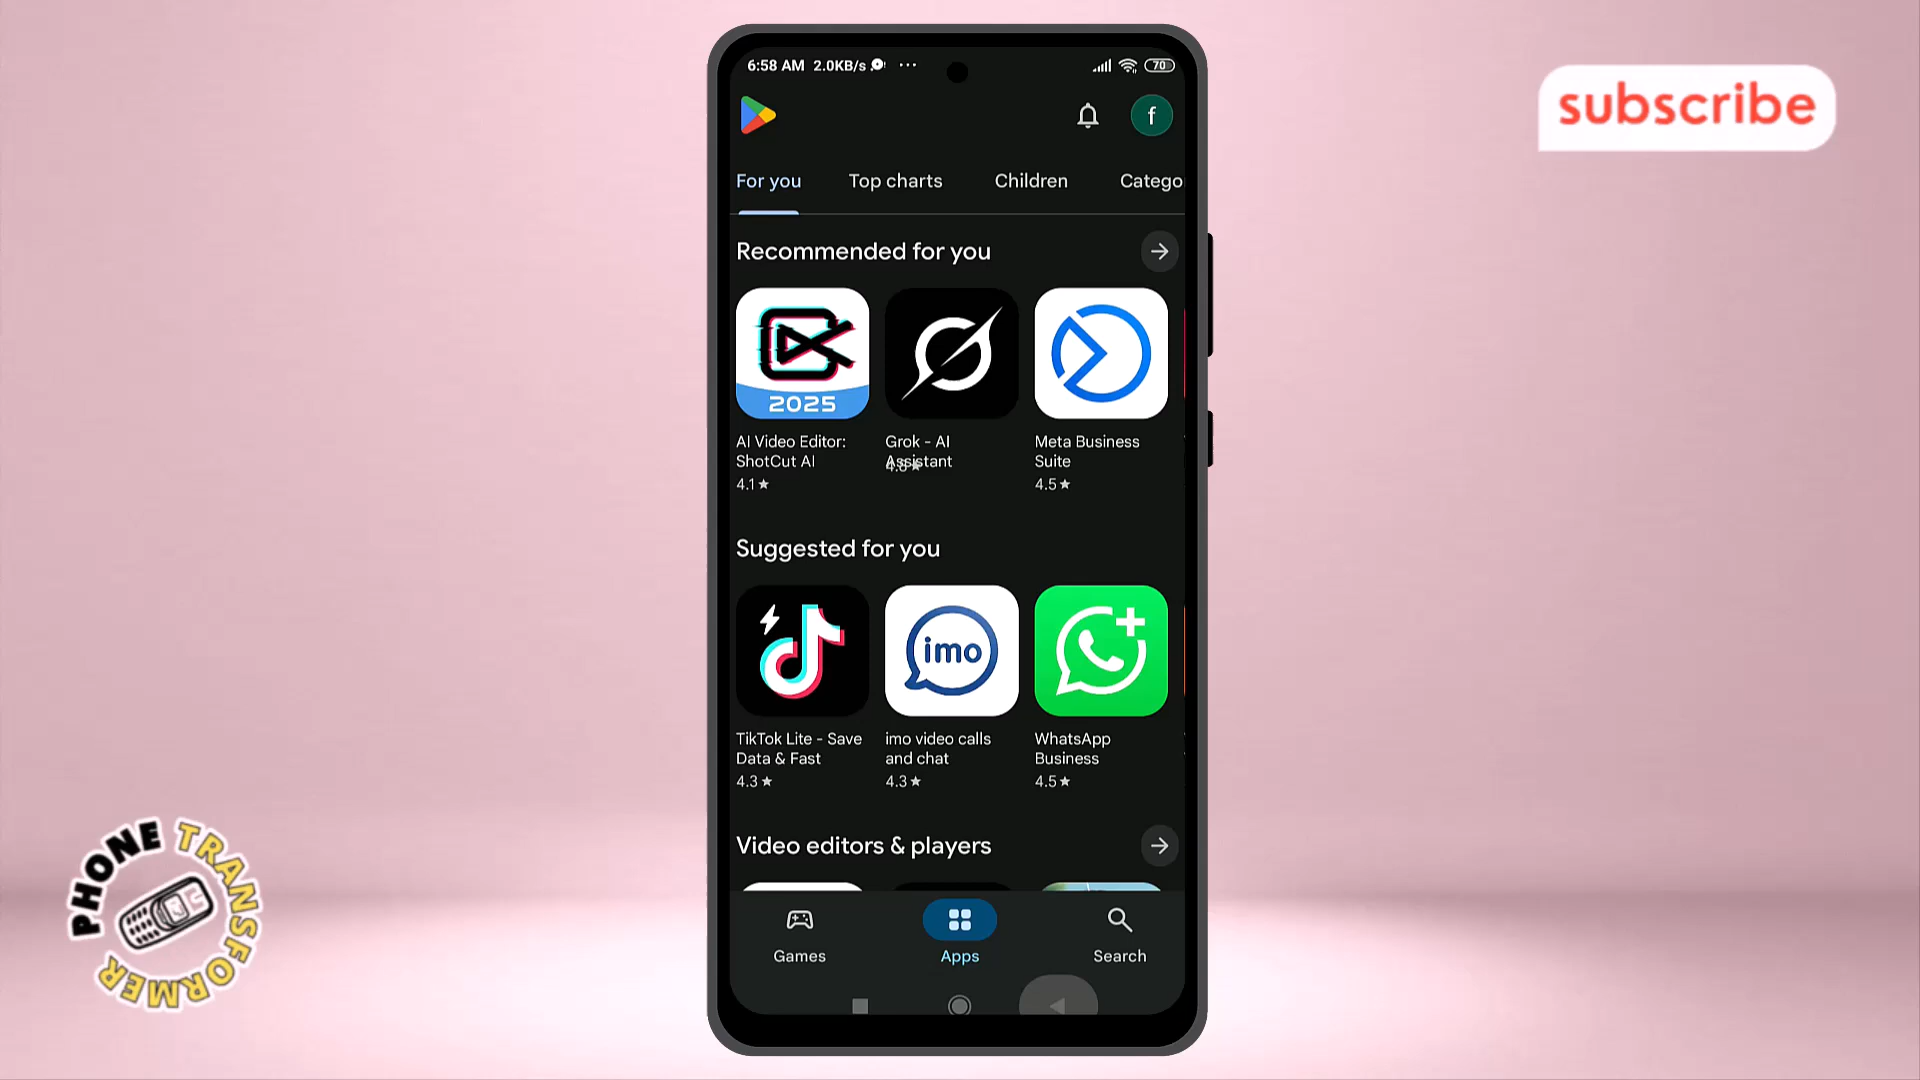 6:58 AM 2.0KB/s
70
subscribe
f
For you
Top charts
Children
Catego
Recommended for you
2025
AI Video Editor:
ShotCut AI
4.1★
Grok - AI
Assistant
Meta Business
Suite
4.5★
Suggested for you
imo
TikTok Lite - Save
Data & Fast
4.3★
imo video calls
and chat
4.3★
WhatsApp
Business
4.5★
Video editors & players
Games
Apps
Search
PHONE TRANSFORMER